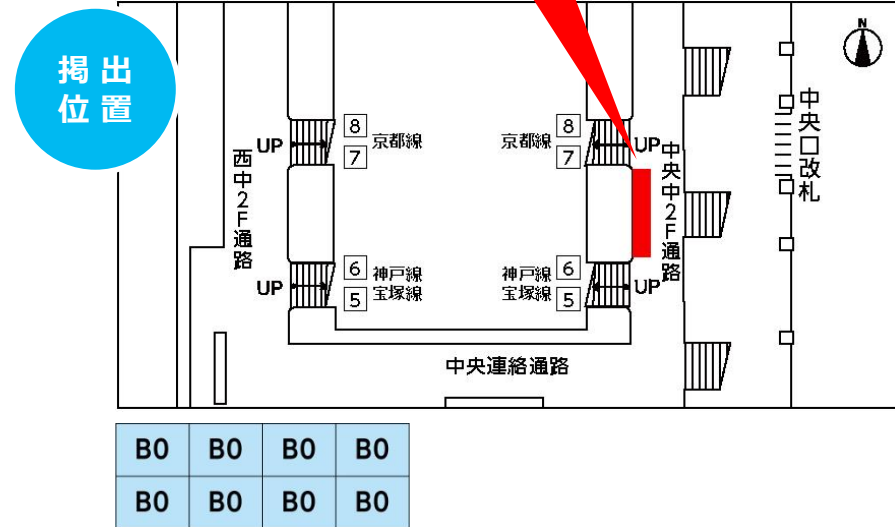 掲出
位置
N
8
京都線
7
UP
西中2F通路
6
神戸線
5
宝塚線
UP
京都線
8
7
UP
中央中2F通路
神戸線
6
宝塚線
5
UP
中央口改札
中央連絡通路
B0 B0 B0 B0
B0 B0 B0 B0